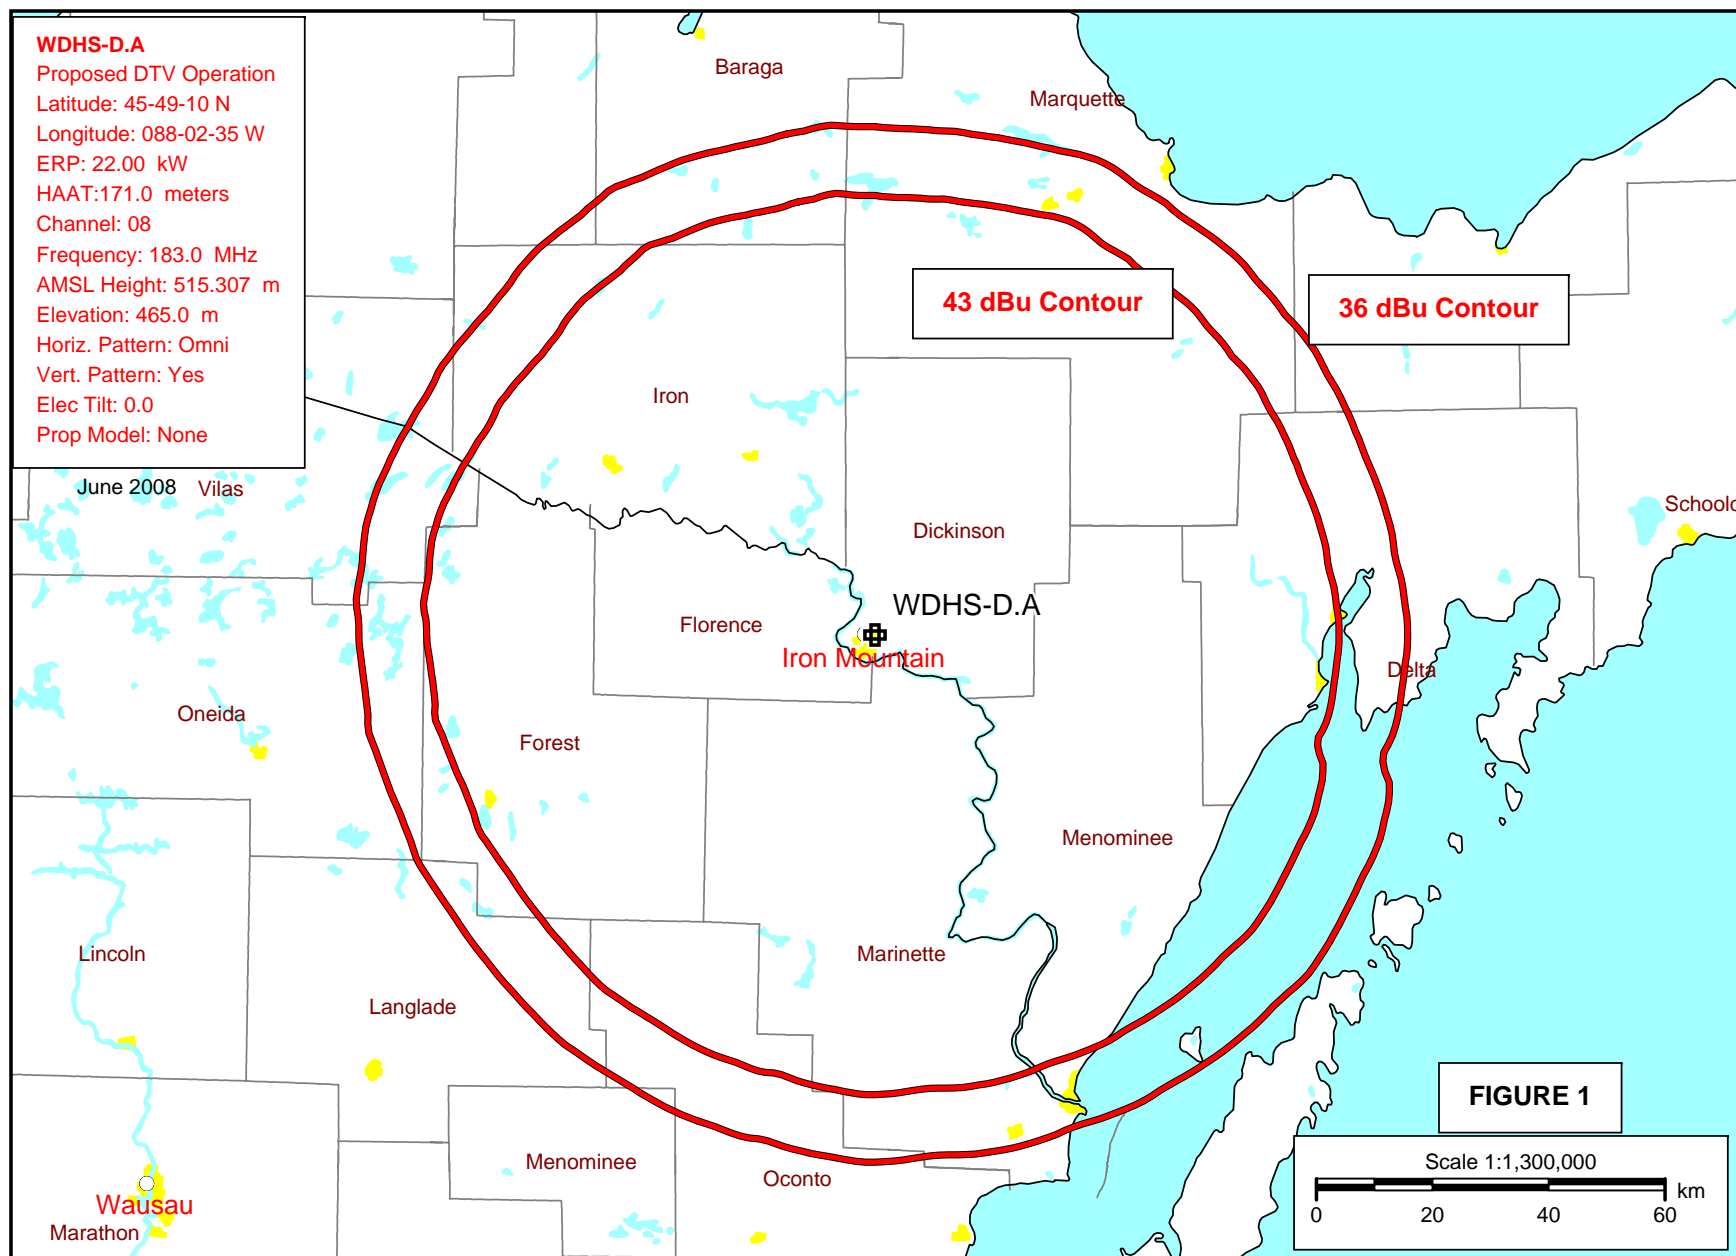 WDHS-D.A
Proposed DTV Operation
Latitude: 45-49-10 N
Longitude: 088-02-35 W
ERP: 22.00 kW
HAAT:171.0 meters
Channel: 08
Frequency: 183.0 MHz
AMSL Height: 515.307 m
Elevation: 465.0 m
Horiz. Pattern: Omni
Vert. Pattern: Yes
Elec Tilt: 0.0
Prop Model: None
June 2008
Baraga
Marquette
43 dBu Contour
36 dBu Contour
Iron
Vilas
Dickinson
Schoolc
WDHS-D.A
Florence
Iron Mountain
Delta
Oneida
Forest
Menominee
Lincoln
Marinette
Langlade
FIGURE 1
Menominee
Oconto
Wausau
Marathon
Scale 1:1,300,000
km
0 20 40 60